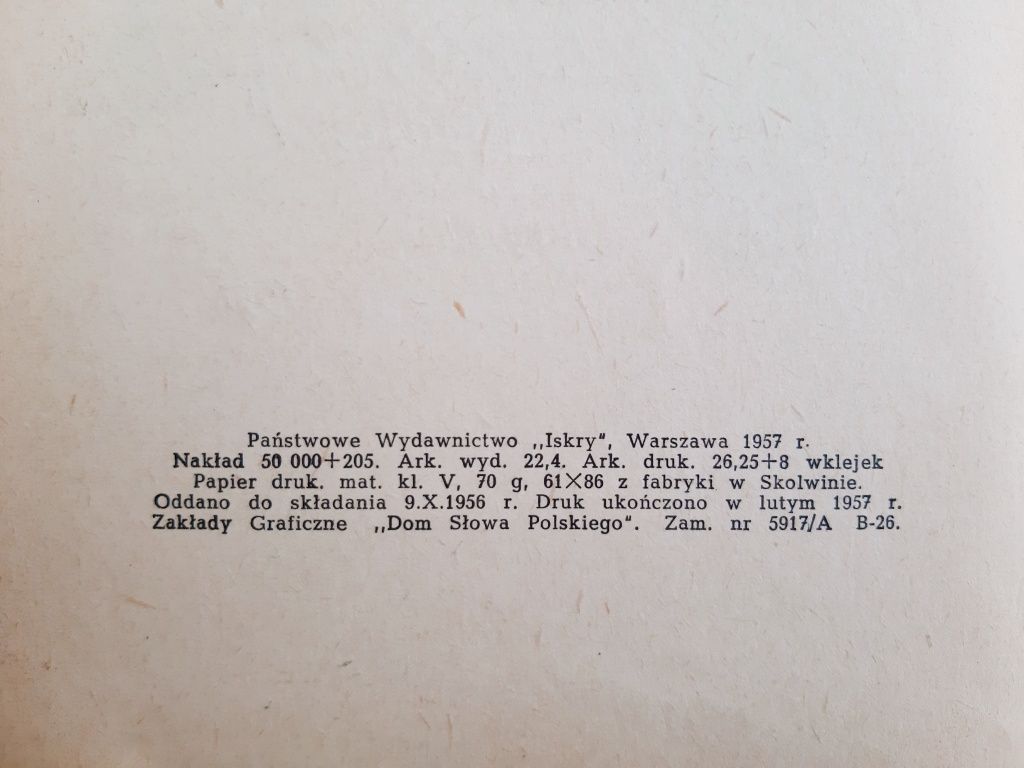 Państwowe Wydawnictwo „Iskry", Warszawa 1957 r.
Nakład 50 000+205. Ark. wyd. 22,4. Ark. druk. 26,25+8 wklejek
Papier druk. mat. kl. V, 70 g, 61×86 z fabryki w Skolwinie.
Oddano do składania 9.X.1956 r. Druk ukończono w lutym 1957 r.
Zakłady Graficzne „Dom Słowa Polskiego". Zam. nr 5917/A B-26.